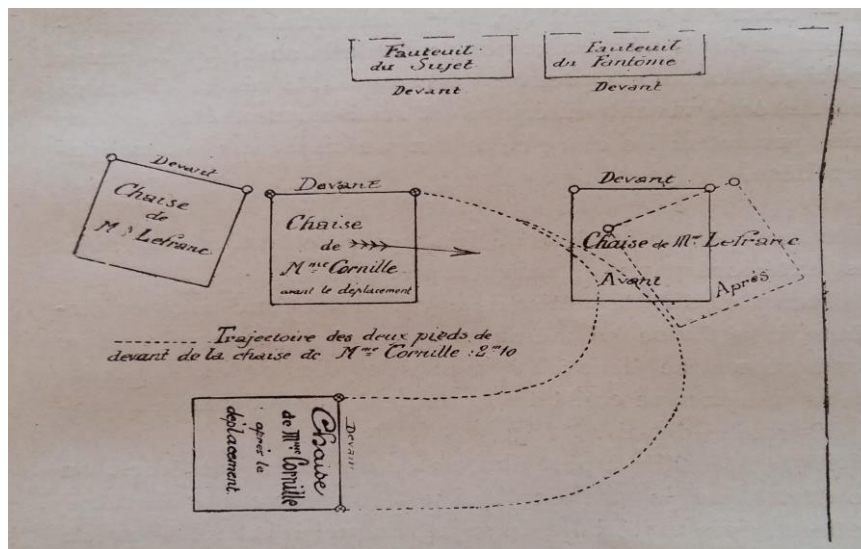 Fauteuil
du Sujet
Devant
Fauteuil
du Fantôme
Devant
Devant
Chaise
de
Lefranc
Devant
Chaise
de
Mme Cornille
avant le déplacement
Devant
Chaise de Mr Lefranc
Avant
Après
Trajectoire des deux pieds de
devant de la chaise de Mme Cornille : 2m10
Devant
Chaise
de Mme Cornille
après le
déplacement.